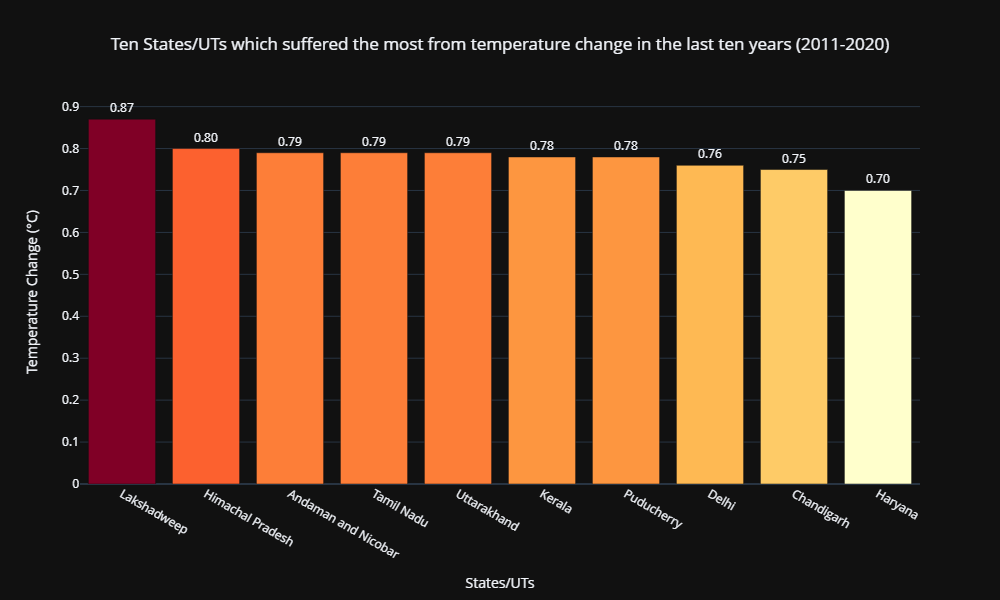 Ten States/UTs which suffered the most from temperature change in the last ten years (2011-2020)
Temperature Change (°C)
0.9
0.8
0.7
0.6
0.5
0.4
0.3
0.2
0.1
0
0.87
0.80
0.79
0.79
0.79
0.78
0.78
0.76
0.75
0.70
Lakshadweep
Himachal Pradesh
Andaman and Nicobar
Tamil Nadu
Uttarakhand
Kerala
Puducherry
Delhi
Chandigarh
Haryana
States/UTs